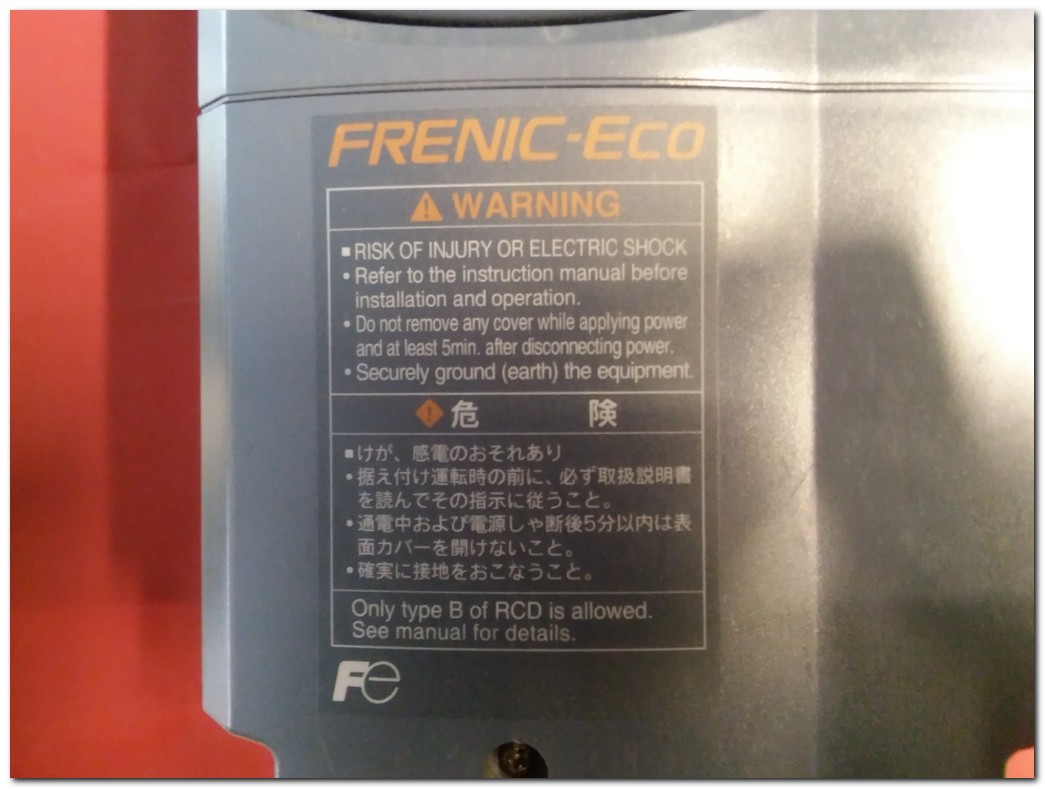 FRENIC-Eco
WARNING
■RISK OF INJURY OR ELECTRIC SHOCK
•Refer to the instruction manual before
installation and operation.
•Do not remove any cover while applying power
and at least 5min. after disconnecting power.
•Securely ground (earth) the equipment.
危 険
■けが、感電のおそれあり
•据え付け運転時の前に、必ず取扱説明書
を読んでその指示に従うこと。
•通電中および電源しゃ断後5分以内は表
面カバーを開けないこと。
•確実に接地をおこなうこと。
Only type B of RCD is allowed.
See manual for details.
Fe